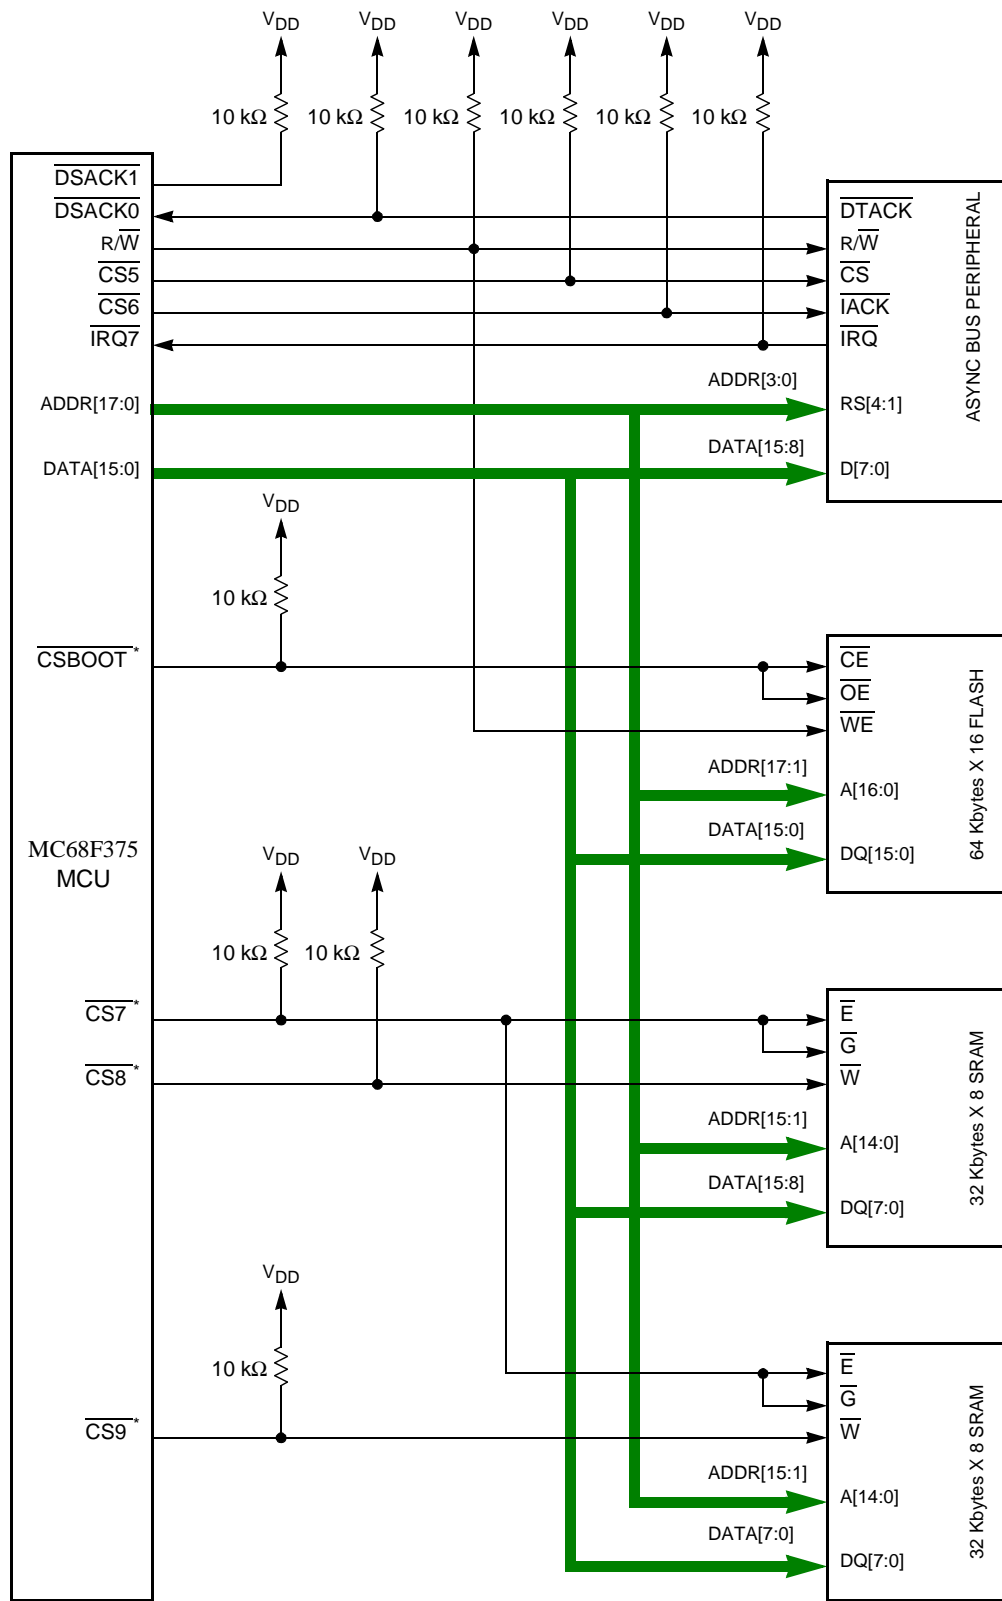 VDD VDD VDD VDD VDD VDD
10 kΩ 10 kΩ 10 kΩ 10 kΩ 10 kΩ 10 kΩ
DSACK1
DSACK0 DTACK
R/W R/W
CS5 CS
CS6 IACK
IRQ7 IRQ
ASYNC BUS PERIPHERAL
ADDR[3:0]
ADDR[17:0] RS[4:1]
DATA[15:8]
DATA[15:0] D[7:0]
VDD
10 kΩ
CSBOOT* CE
OE
WE
64 Kbytes X 16 FLASH
ADDR[17:1]
A[16:0]
DATA[15:0]
DQ[15:0]
MC68F375
MCU
VDD VDD
10 kΩ 10 kΩ
CS7* E
G
CS8* W
32 Kbytes X 8 SRAM
ADDR[15:1]
A[14:0]
DATA[15:8]
DQ[7:0]
VDD
10 kΩ
E
G
CS9* W
32 Kbytes X 8 SRAM
ADDR[15:1]
A[14:0]
DATA[7:0]
DQ[7:0]